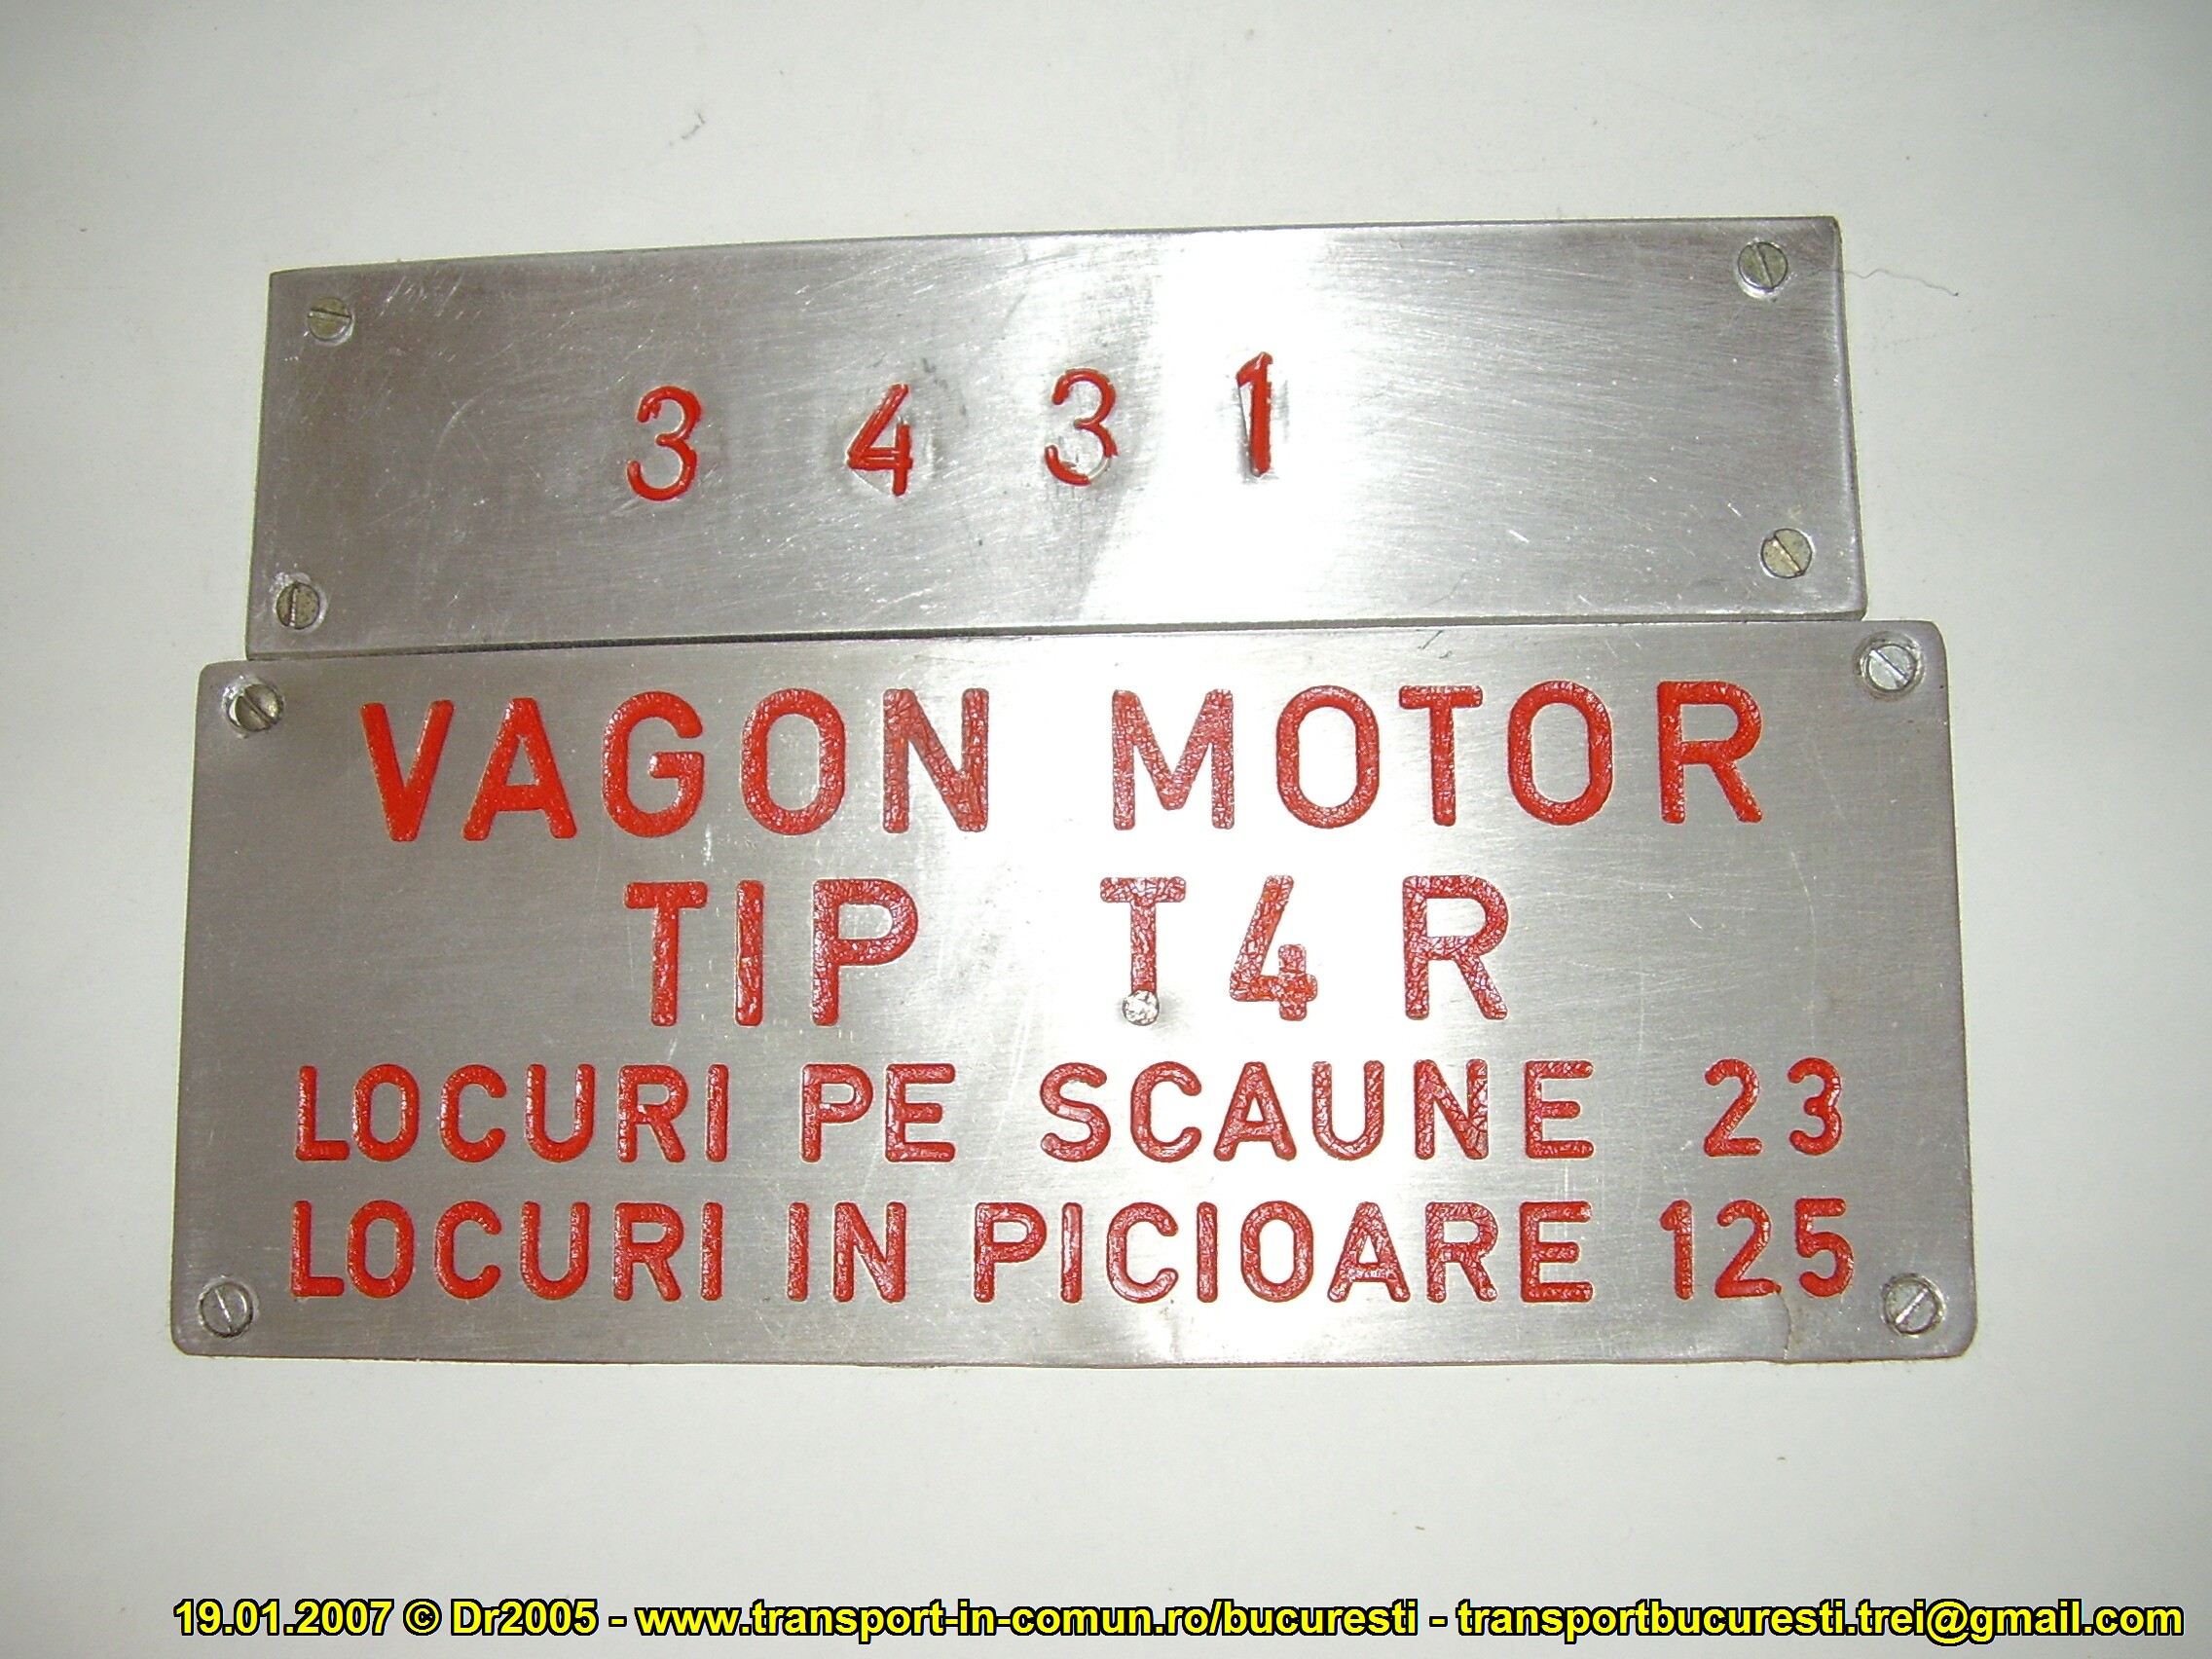 3 4 3 1
VAGON MOTOR
TIP T4R
LOCURI PE SCAUNE 23
LOCURI IN PICIOARE 125
19.01.2007 © Dr2005 - www.transport-in-comun.ro/bucuresti - transportbucuresti.trei@gmail.com